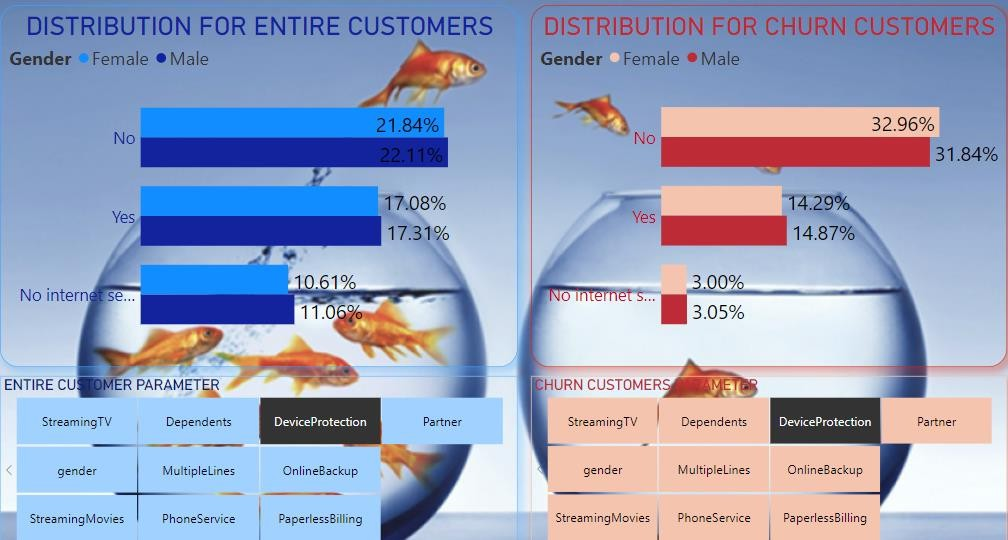 DISTRIBUTION FOR ENTIRE CUSTOMERS
Gender Female Male
No
21.84%
22.11%
Yes
17.08%
17.31%
No internet se...
10.61%
11.06%
ENTIRE CUSTOMER PARAMETER
StreamingTV Dependents DeviceProtection Partner
gender MultipleLines OnlineBackup
StreamingMovies PhoneService PaperlessBilling
DISTRIBUTION FOR CHURN CUSTOMERS
Gender Female Male
No
32.96%
31.84%
Yes
14.29%
14.87%
No internet s...
3.00%
3.05%
CHURN CUSTOMERS PARAMETER
StreamingTV Dependents DeviceProtection Partner
gender MultipleLines OnlineBackup
StreamingMovies PhoneService PaperlessBilling